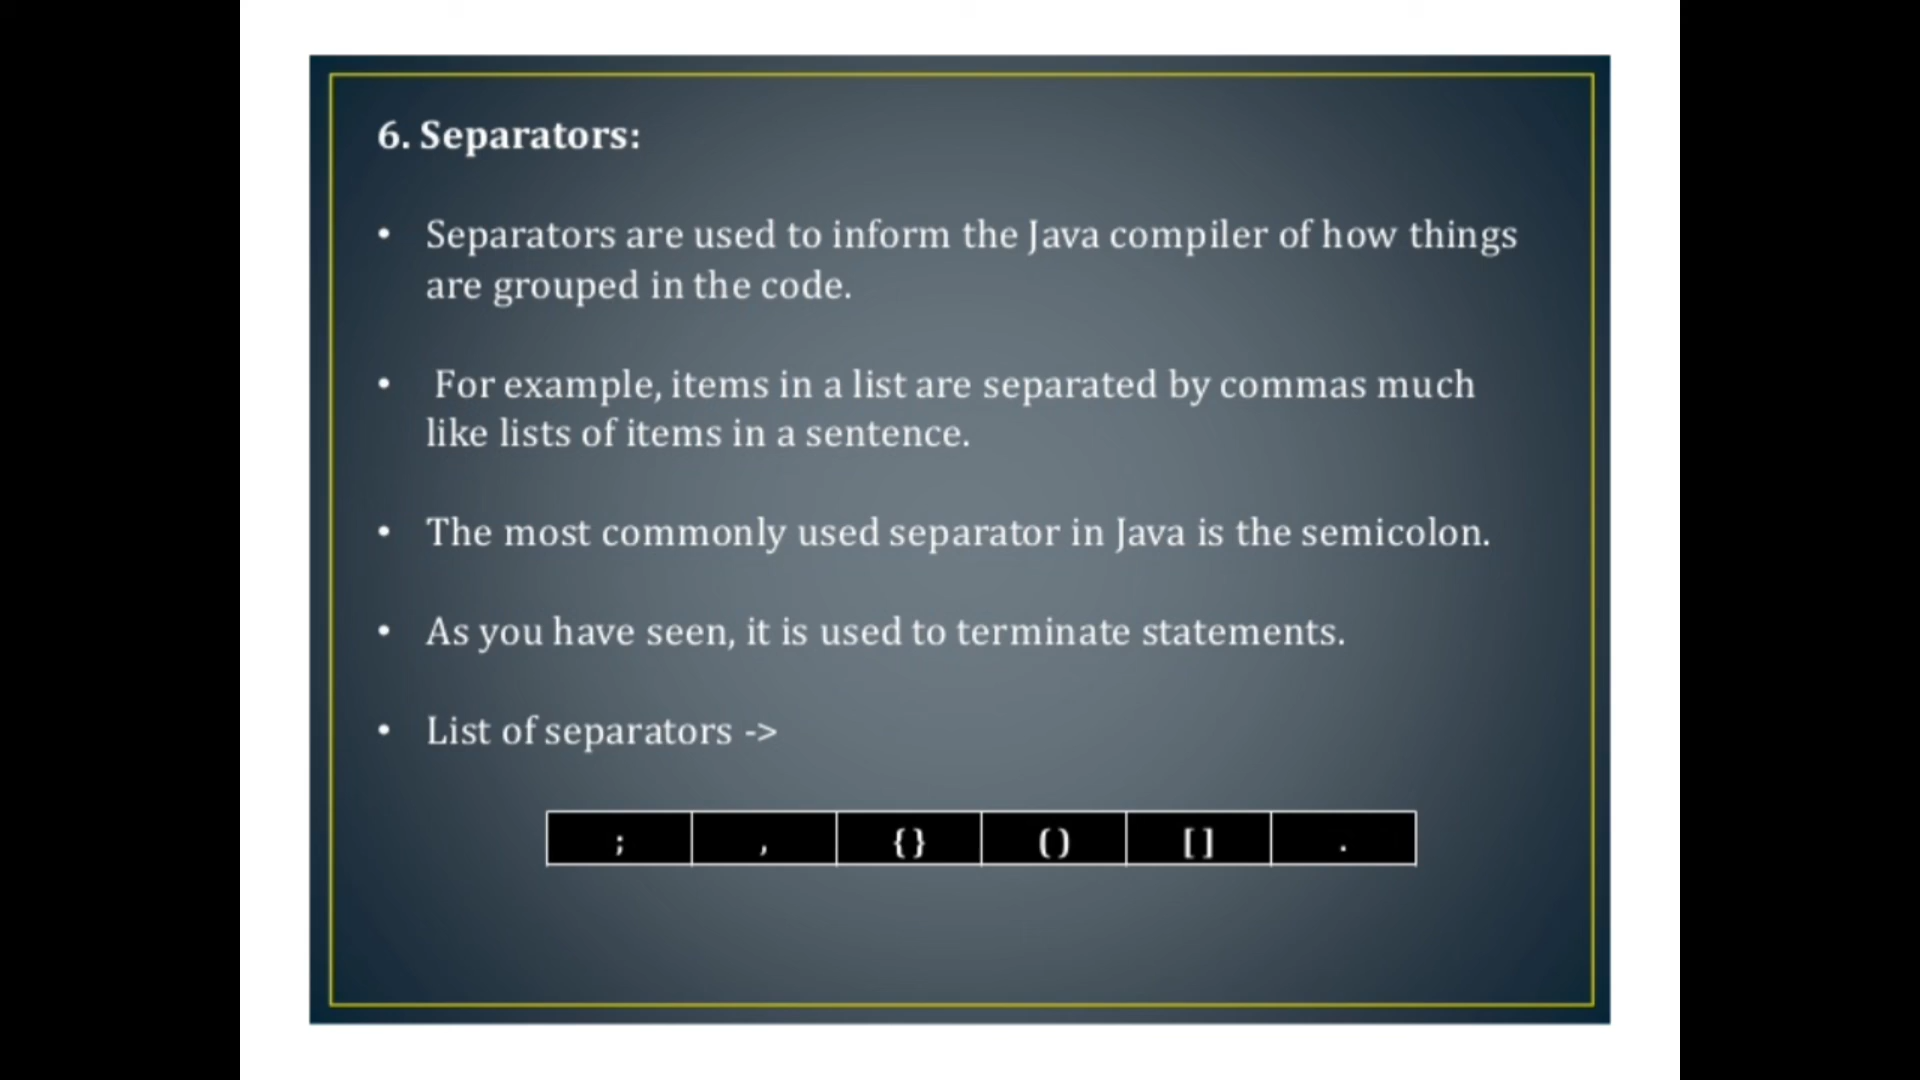 6. Separators:
• Separators are used to inform the Java compiler of how things
are grouped in the code.
• For example, items in a list are separated by commas much
like lists of items in a sentence.
• The most commonly used separator in Java is the semicolon.
• As you have seen, it is used to terminate statements.
• List of separators ->
; , {} () [] .